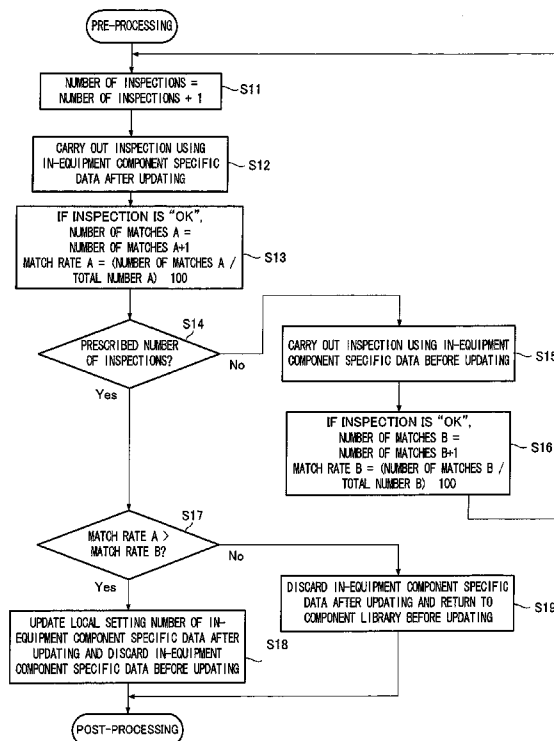 PRE-PROCESSING
NUMBER OF INSPECTIONS =
NUMBER OF INSPECTIONS + 1
S11
CARRY OUT INSPECTION USING
IN-EQUIPMENT COMPONENT SPECIFIC
DATA AFTER UPDATING
S12
IF INSPECTION IS "OK",
NUMBER OF MATCHES A =
NUMBER OF MATCHES A+1
MATCH RATE A = (NUMBER OF MATCHES A /
TOTAL NUMBER A) 100
S13
S14
PRESCRIBED NUMBER
OF INSPECTIONS?
No
Yes
CARRY OUT INSPECTION USING IN-EQUIPMENT
COMPONENT SPECIFIC DATA BEFORE UPDATING
S15
IF INSPECTION IS "OK",
NUMBER OF MATCHES B =
NUMBER OF MATCHES B+1
MATCH RATE B = (NUMBER OF MATCHES B /
TOTAL NUMBER B) 100
S16
S17
MATCH RATE A >
MATCH RATE B?
No
Yes
UPDATE LOCAL SETTING NUMBER OF IN-
EQUIPMENT COMPONENT SPECIFIC DATA AFTER
UPDATING AND DISCARD IN-EQUIPMENT
COMPONENT SPECIFIC DATA BEFORE UPDATING
S18
DISCARD IN-EQUIPMENT COMPONENT SPECIFIC
DATA AFTER UPDATING AND RETURN TO
COMPONENT LIBRARY BEFORE UPDATING
S19
POST-PROCESSING